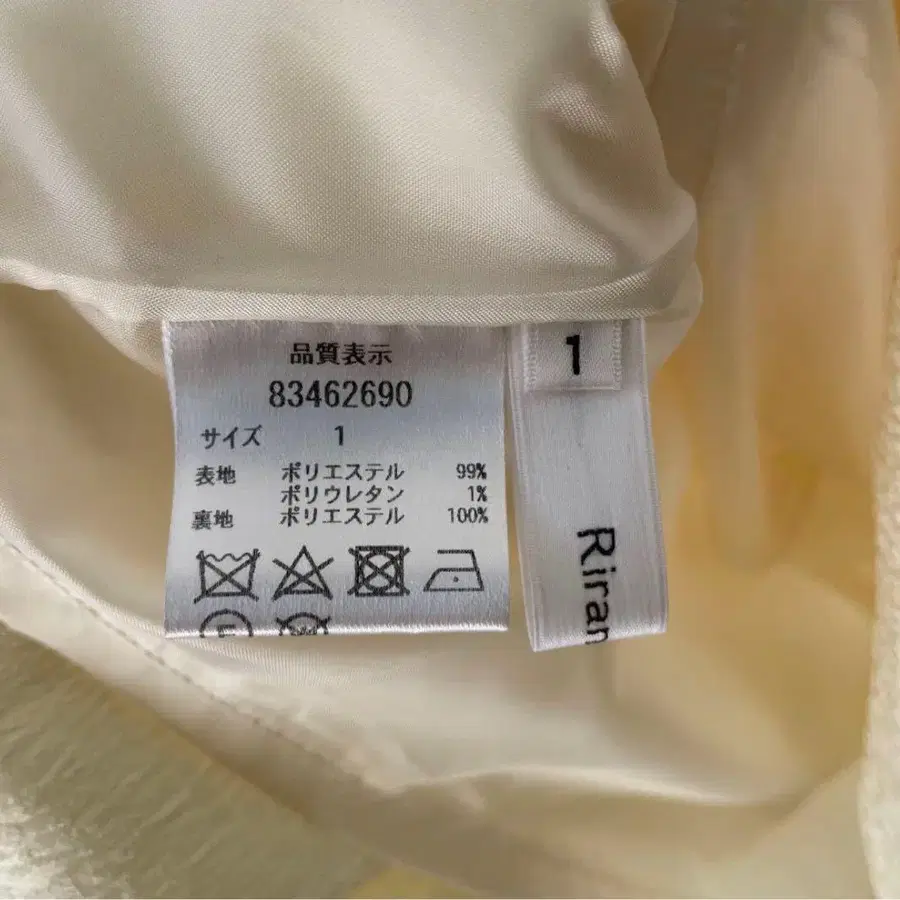 品質表示
83462690
サイズ 1
表地 ポリエステル 99%
ポリウレタン 1%
裏地 ポリエステル 100%
1
Riran